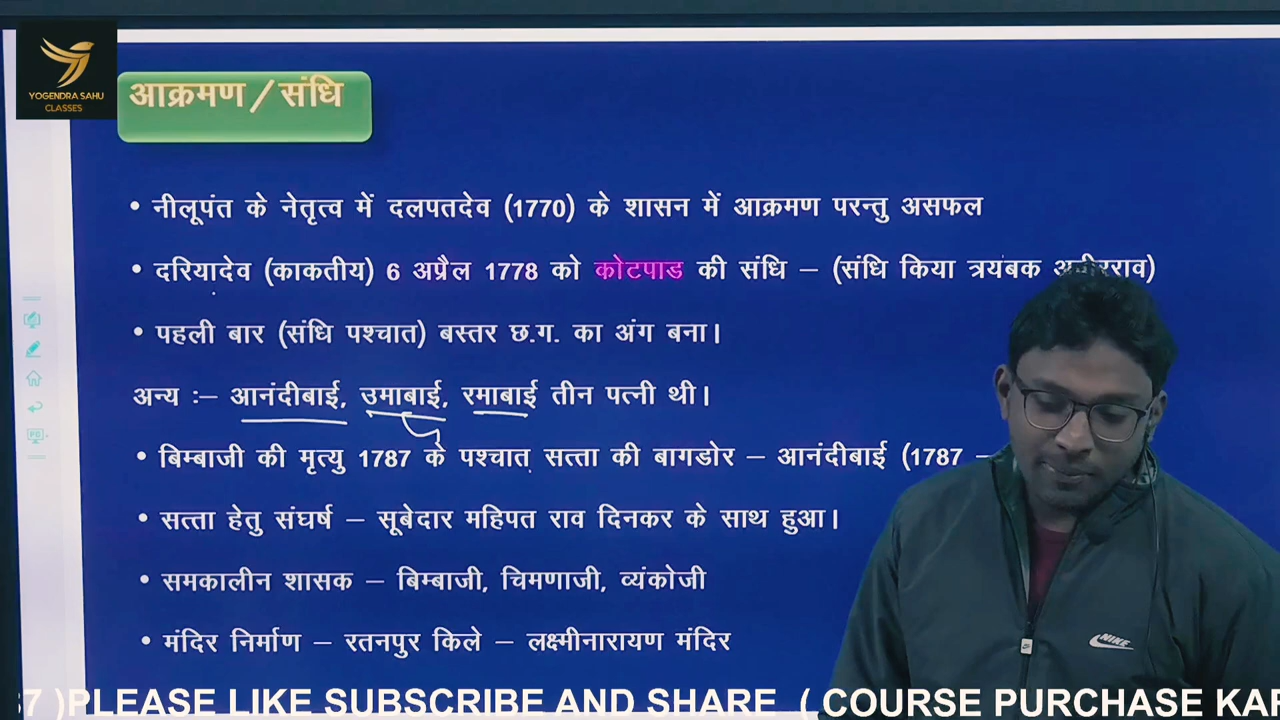 YOGENDRA SAHU
CLASSES
आक्रमण / संधि
• नीलूपंत के नेतृत्व में दलपतदेव (1770) के शासन में आक्रमण परन्तु असफल
• दरियादेव (काकतीय) 6 अप्रैल 1778 को कोटपाड की संधि – (संधि किया त्रयंबक
• पहली बार (संधि पश्चात) बस्तर छ.ग. का अंग बना।
अन्य :– आनंदीबाई, उमाबाई, रमाबाई तीन पत्नी थी।
• बिम्बाजी की मृत्यु 1787 के पश्चात् सत्ता की बागडोर – आनंदीबाई (1787 –
• सत्ता हेतु संघर्ष – सूबेदार महिपत राव दिनकर के साथ हुआ।
• समकालीन शासक – बिम्बाजी, चिमणाजी, व्यंकोजी
• मंदिर निर्माण – रतनपुर किले – लक्ष्मीनारायण मंदिर
NIKE
37 )PLEASE LIKE SUBSCRIBE AND SHARE ( COURSE PURCHASE